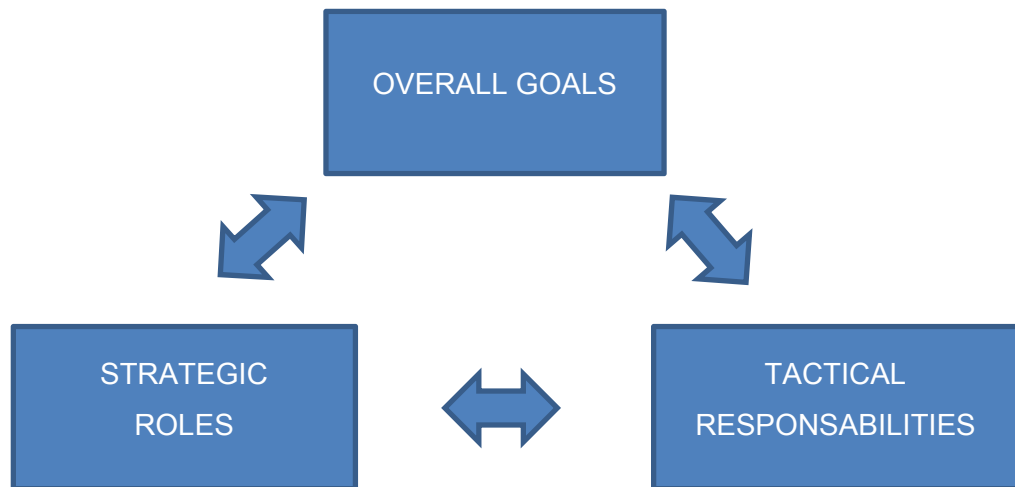 OVERALL GOALS
STRATEGIC
ROLES
TACTICAL
RESPONSABILITIES